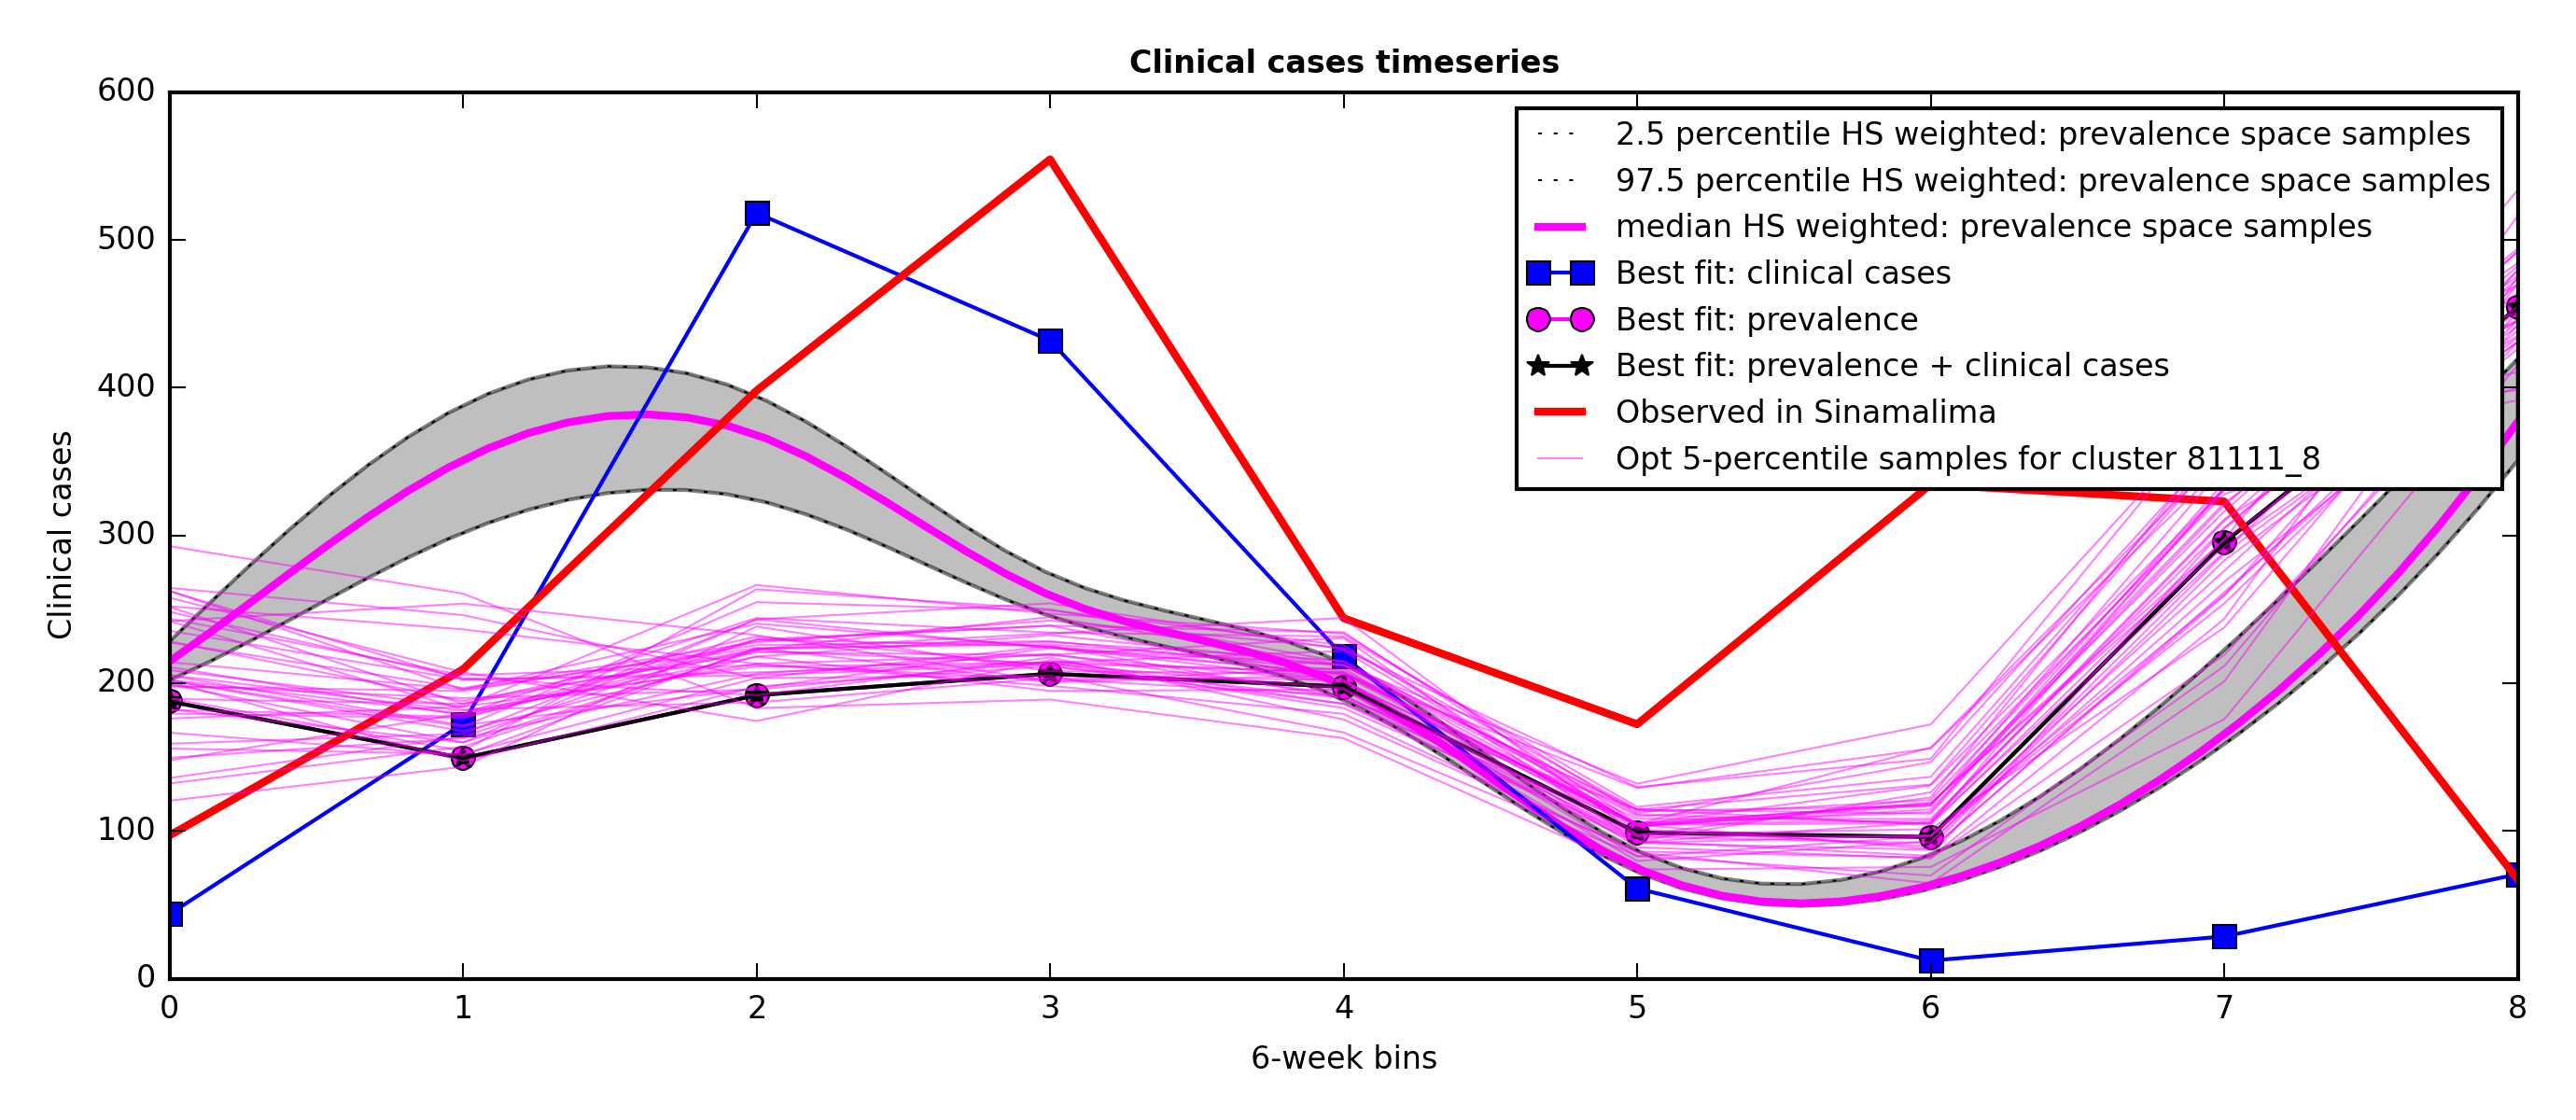 Clinical cases timeseries
600
500
400
300
200
100
0
Clinical cases
2.5 percentile HS weighted: prevalence space samples
97.5 percentile HS weighted: prevalence space samples
median HS weighted: prevalence space samples
Best fit: clinical cases
Best fit: prevalence
Best fit: prevalence + clinical cases
Observed in Sinamalima
Opt 5-percentile samples for cluster 81111_8
0 1 2 3 4 5 6 7 8
6-week bins